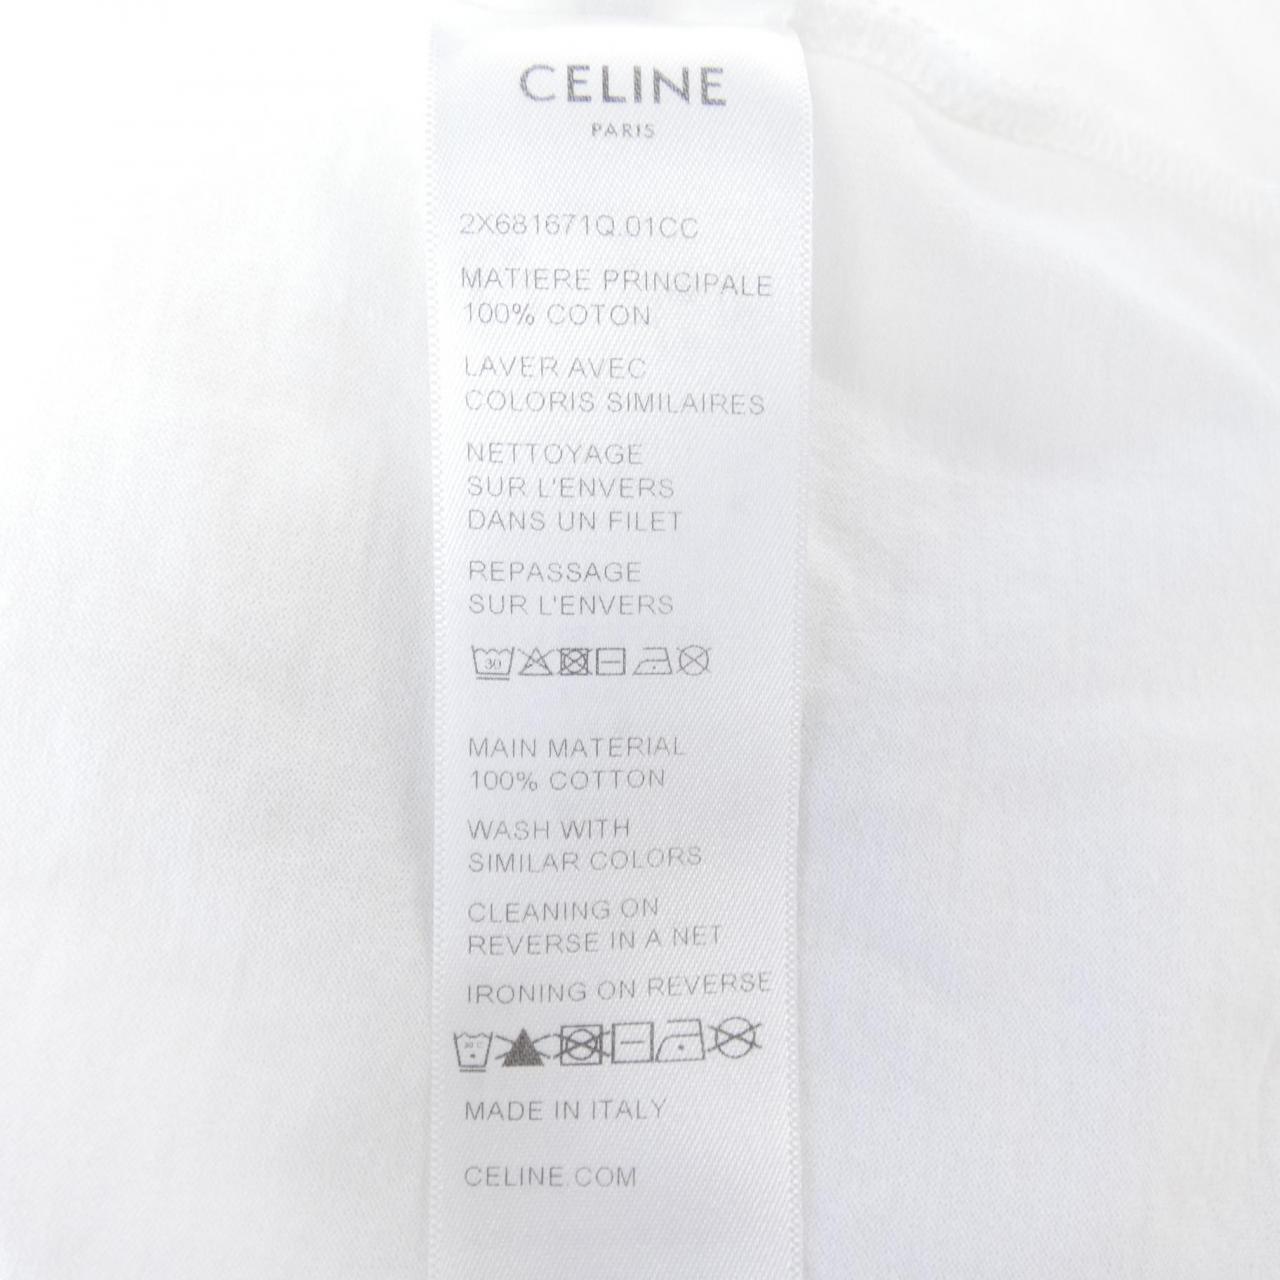 CELINE
PARIS
2X681671Q.01CC
MATIERE PRINCIPALE
100% COTON
LAVER AVEC
COLORIS SIMILAIRES
NETTOYAGE
SUR L'ENVERS
DANS UN FILET
REPASSAGE
SUR L'ENVERS
30
MAIN MATERIAL
100% COTTON
WASH WITH
SIMILAR COLORS
CLEANING ON
REVERSE IN A NET
IRONING ON REVERSE
30 C
MADE IN ITALY
CELINE.COM